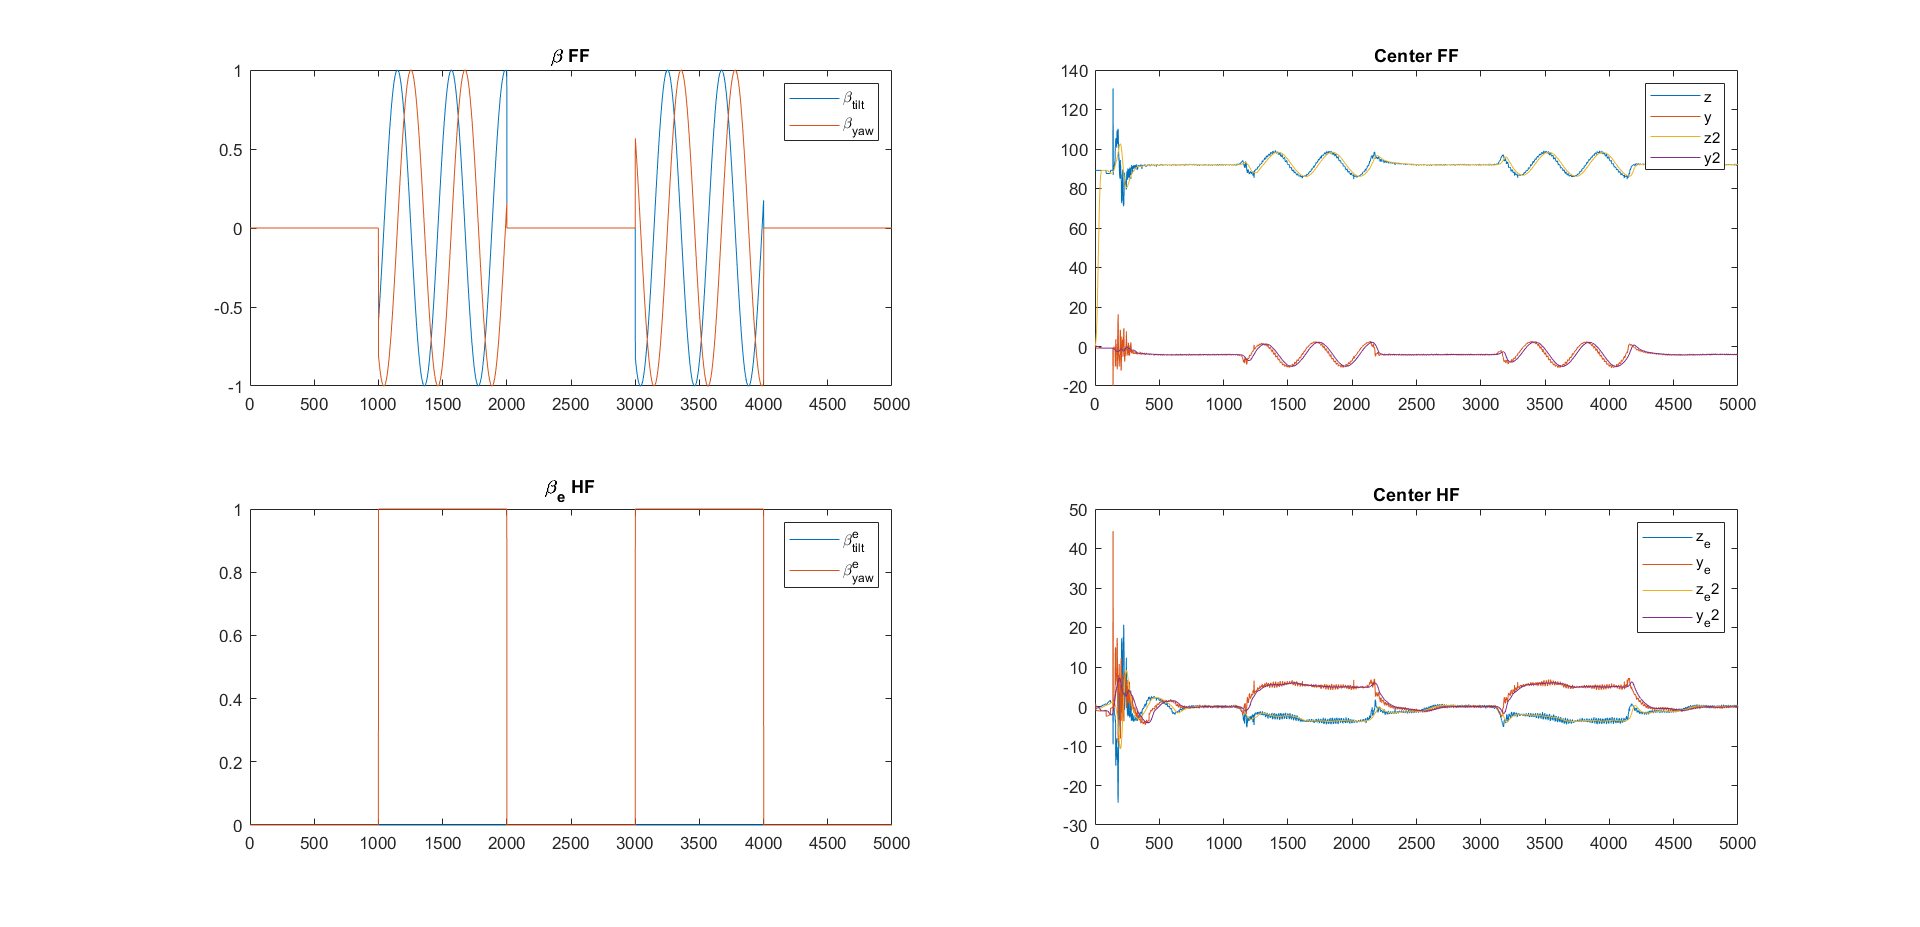 β FF
1
0.5
0
-0.5
-1
0 500 1000 1500 2000 2500 3000 3500 4000 4500 5000
β_tilt
β_yaw
Center FF
140
120
100
80
60
40
20
0
-20
0 500 1000 1500 2000 2500 3000 3500 4000 4500 5000
z
y
z2
y2
β_e HF
1
0.8
0.6
0.4
0.2
0
0 500 1000 1500 2000 2500 3000 3500 4000 4500 5000
β^e_tilt
β^e_yaw
Center HF
50
40
30
20
10
0
-10
-20
-30
0 500 1000 1500 2000 2500 3000 3500 4000 4500 5000
z_e
y_e
z_e2
y_e2